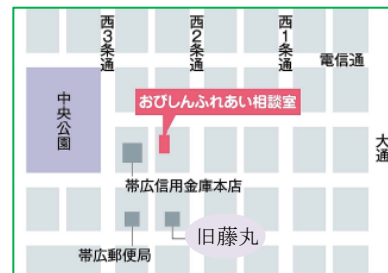 西3条通
西2条通
西1条通
電信通
中央公園
おびしんふれあい相談室
大通
帯広信用金庫本店
旧藤丸
帯広郵便局